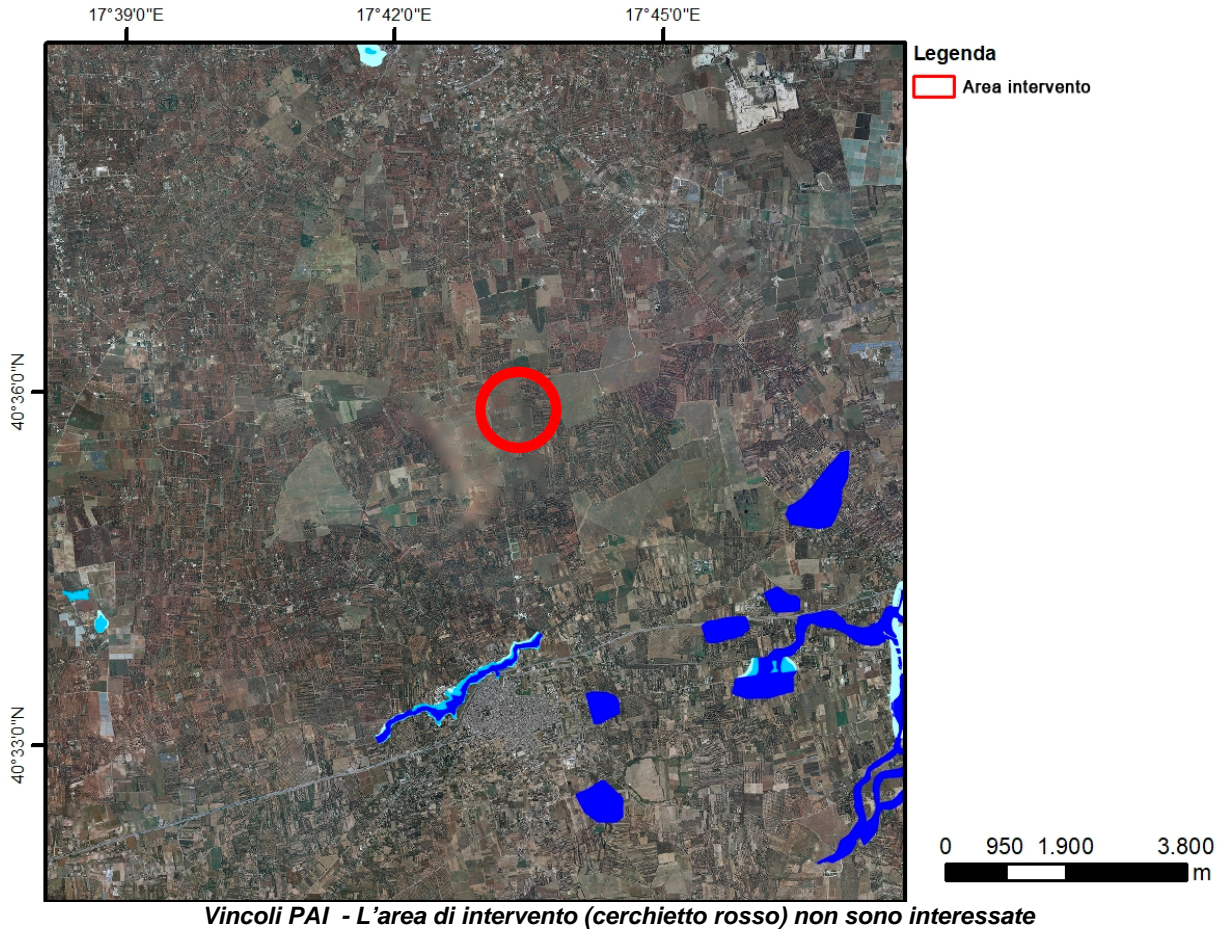 17°39'0"E 17°42'0"E 17°45'0"E
Legenda
Area intervento
40°36'0"N
40°33'0"N
0 950 1.900 3.800
m
Vincoli PAI - L'area di intervento (cerchietto rosso) non sono interessate